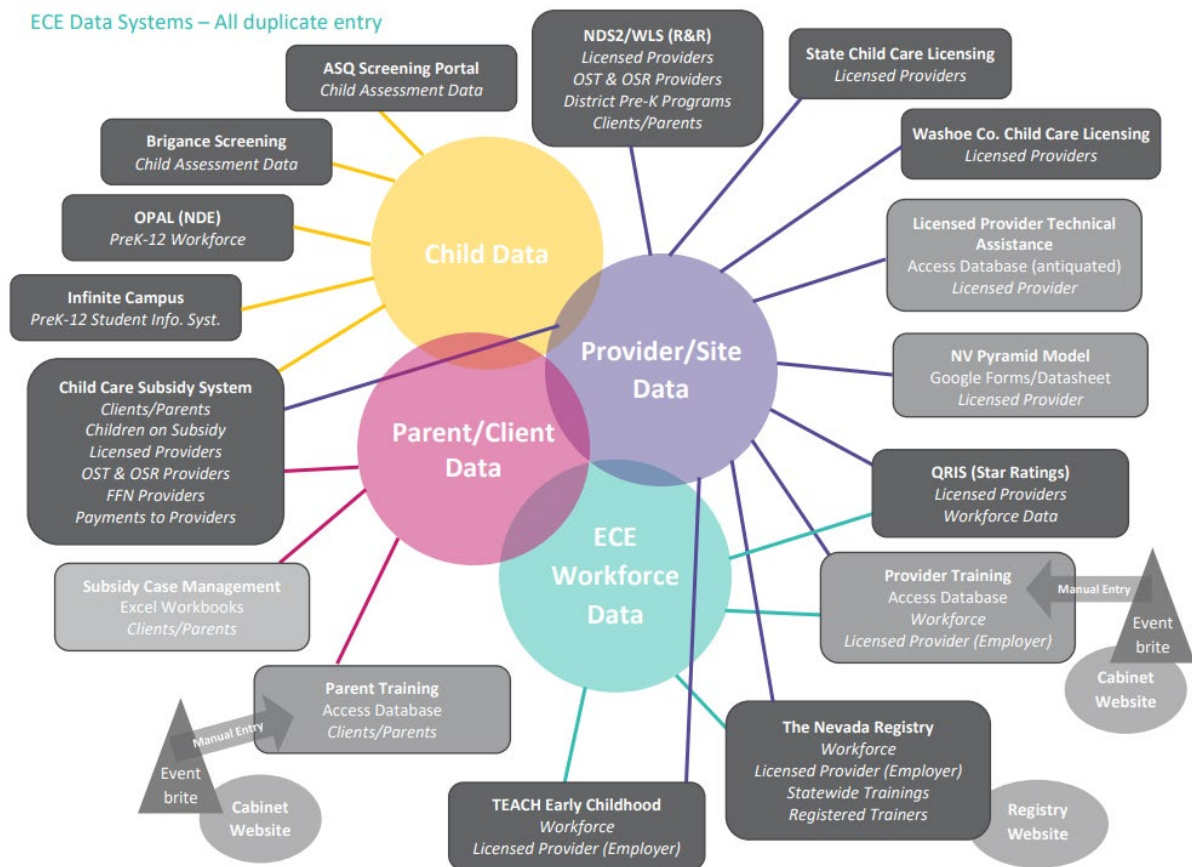 ECE Data Systems – All duplicate entry
NDS2/WLS (R&R)
Licensed Providers
OST & OSR Providers
District Pre-K Programs
Clients/Parents
State Child Care Licensing
Licensed Providers
ASQ Screening Portal
Child Assessment Data
Washoe Co. Child Care Licensing
Licensed Providers
Brigance Screening
Child Assessment Data
OPAL (NDE)
PreK-12 Workforce
Licensed Provider Technical
Assistance
Access Database (antiquated)
Licensed Provider
Child Data
Infinite Campus
PreK-12 Student Info. Syst.
Provider/Site
Data
NV Pyramid Model
Google Forms/Datasheet
Licensed Provider
Child Care Subsidy System
Clients/Parents
Children on Subsidy
Licensed Providers
OST & OSR Providers
FFN Providers
Payments to Providers
Parent/Client
Data
QRIS (Star Ratings)
Licensed Providers
Workforce Data
ECE
Workforce
Data
Subsidy Case Management
Excel Workbooks
Clients/Parents
Provider Training
Access Database
Workforce
Licensed Provider (Employer)
Manual Entry
Event
brite
Cabinet
Website
Parent Training
Access Database
Clients/Parents
Manual Entry
Event
brite
Cabinet
Website
The Nevada Registry
Workforce
Licensed Provider (Employer)
Statewide Trainings
Registered Trainers
Registry
Website
TEACH Early Childhood
Workforce
Licensed Provider (Employer)